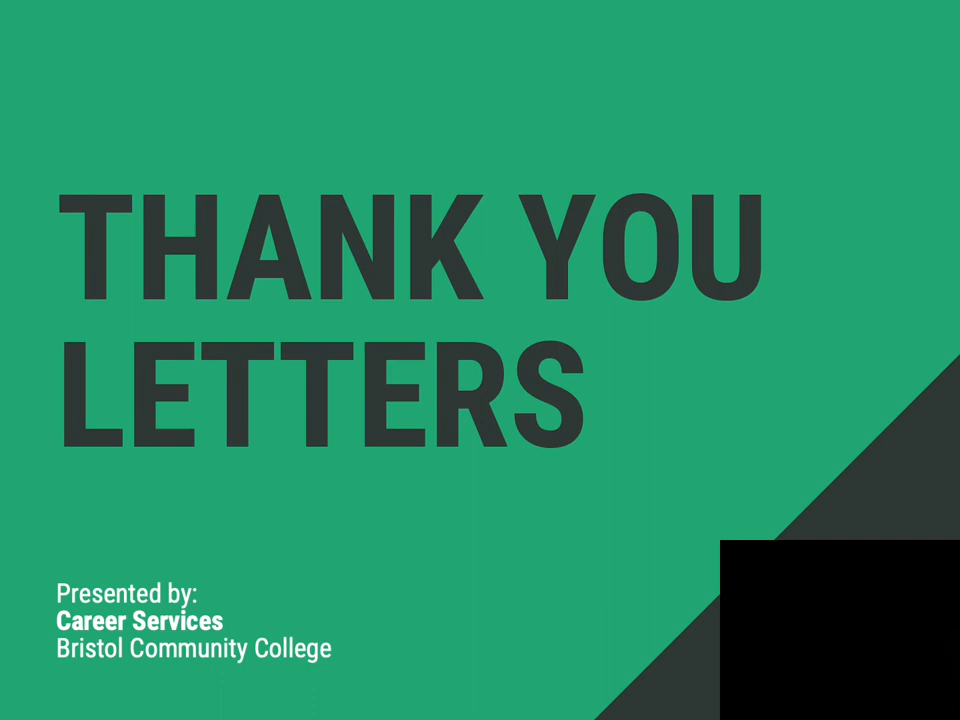 THANK YOU
LETTERS
Presented by:
Career Services
Bristol Community College